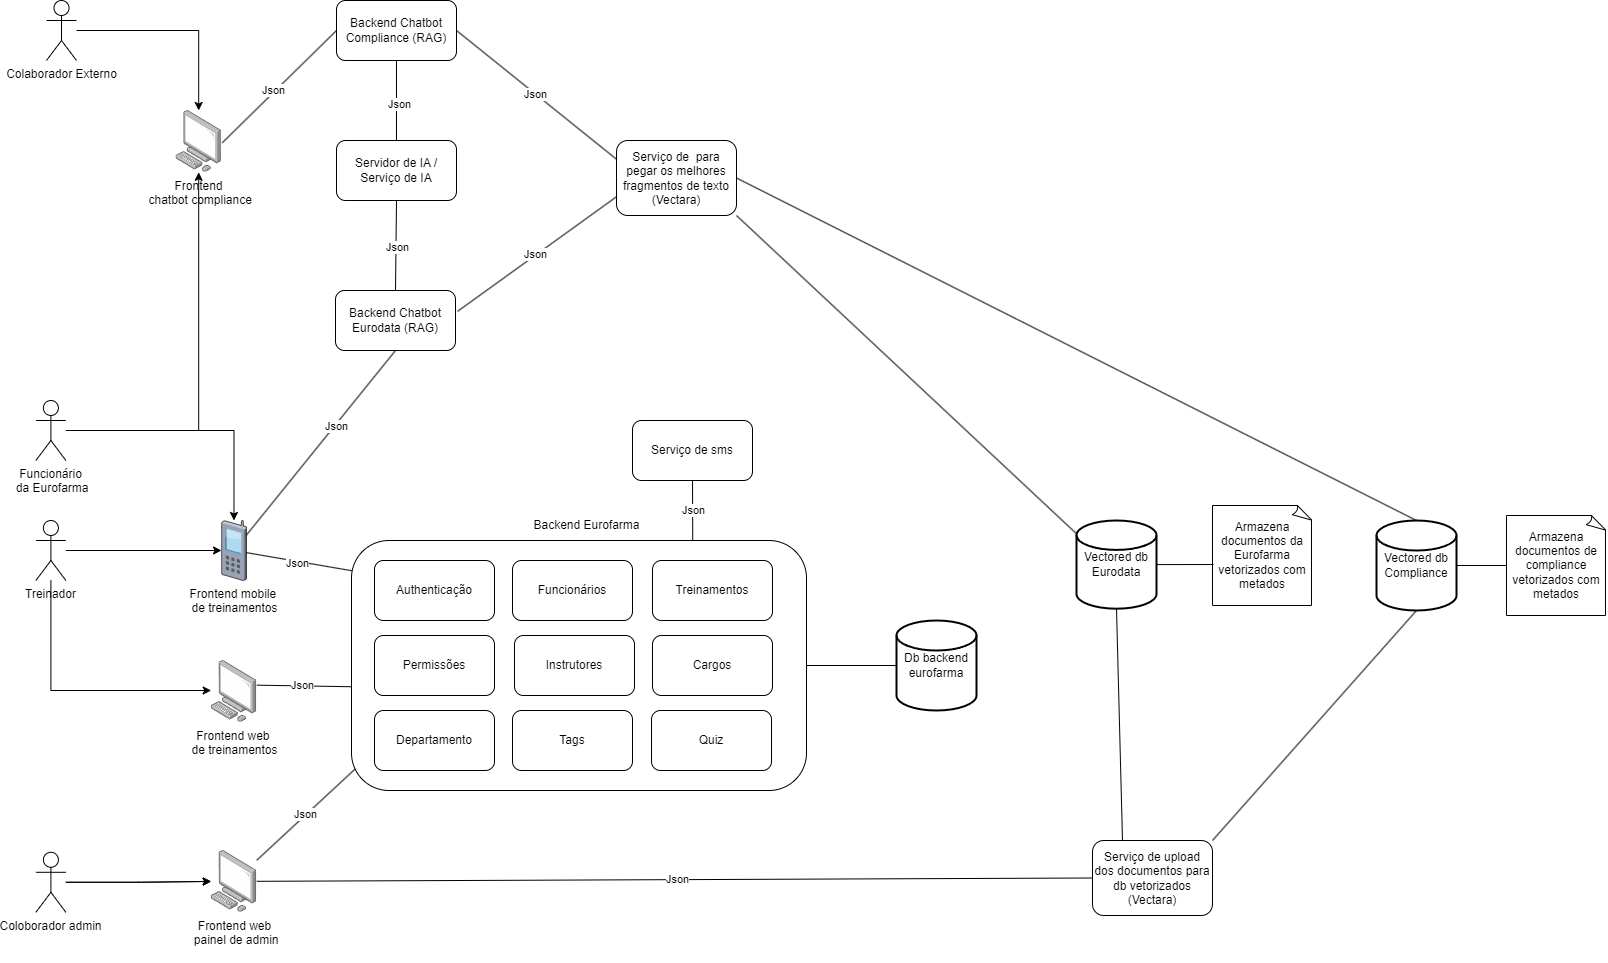 Backend Chatbot
Compliance (RAG)
Colaborador Externo
Json
Json
Json
Serviço de  para
pegar os melhores
fragmentos de texto
(Vectara)
Servidor de IA /
Serviço de IA
Frontend
chatbot compliance
Json
Json
Backend Chatbot
Eurodata (RAG)
Json
Serviço de sms
Funcionário
da Eurofarma
Json
Backend Eurofarma
Armazena
documentos da
Eurofarma
vetorizados com
metados
Armazena
documentos de
compliance
vetorizados com
metados
Vectored db
Eurodata
Vectored db
Compliance
Json
Treinador
Frontend mobile
de treinamentos
Authenticação
Funcionários
Treinamentos
Permissões
Instrutores
Cargos
Db backend
eurofarma
Json
Frontend web
de treinamentos
Departamento
Tags
Quiz
Json
Serviço de upload
dos documentos para
db vetorizados
(Vectara)
Json
Coloborador admin
Frontend web
painel de admin